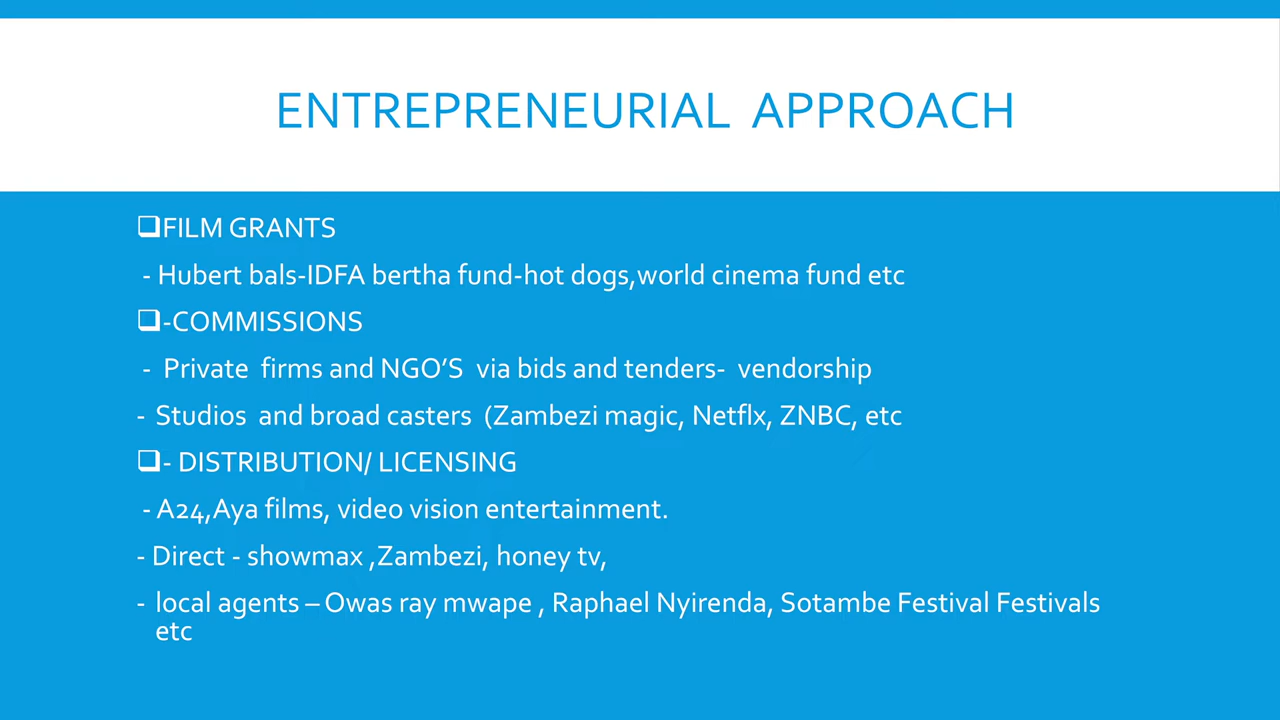 ENTREPRENEURIAL APPROACH
❑FILM GRANTS
- Hubert bals-IDFA bertha fund-hot dogs,world cinema fund etc
❑-COMMISSIONS
- Private firms and NGO’S via bids and tenders- vendorship
- Studios and broad casters (Zambezi magic, Netflx, ZNBC, etc
❑- DISTRIBUTION/ LICENSING
- A24,Aya films, video vision entertainment.
- Direct - showmax ,Zambezi, honey tv,
- local agents – Owas ray mwape , Raphael Nyirenda, Sotambe Festival Festivals
etc